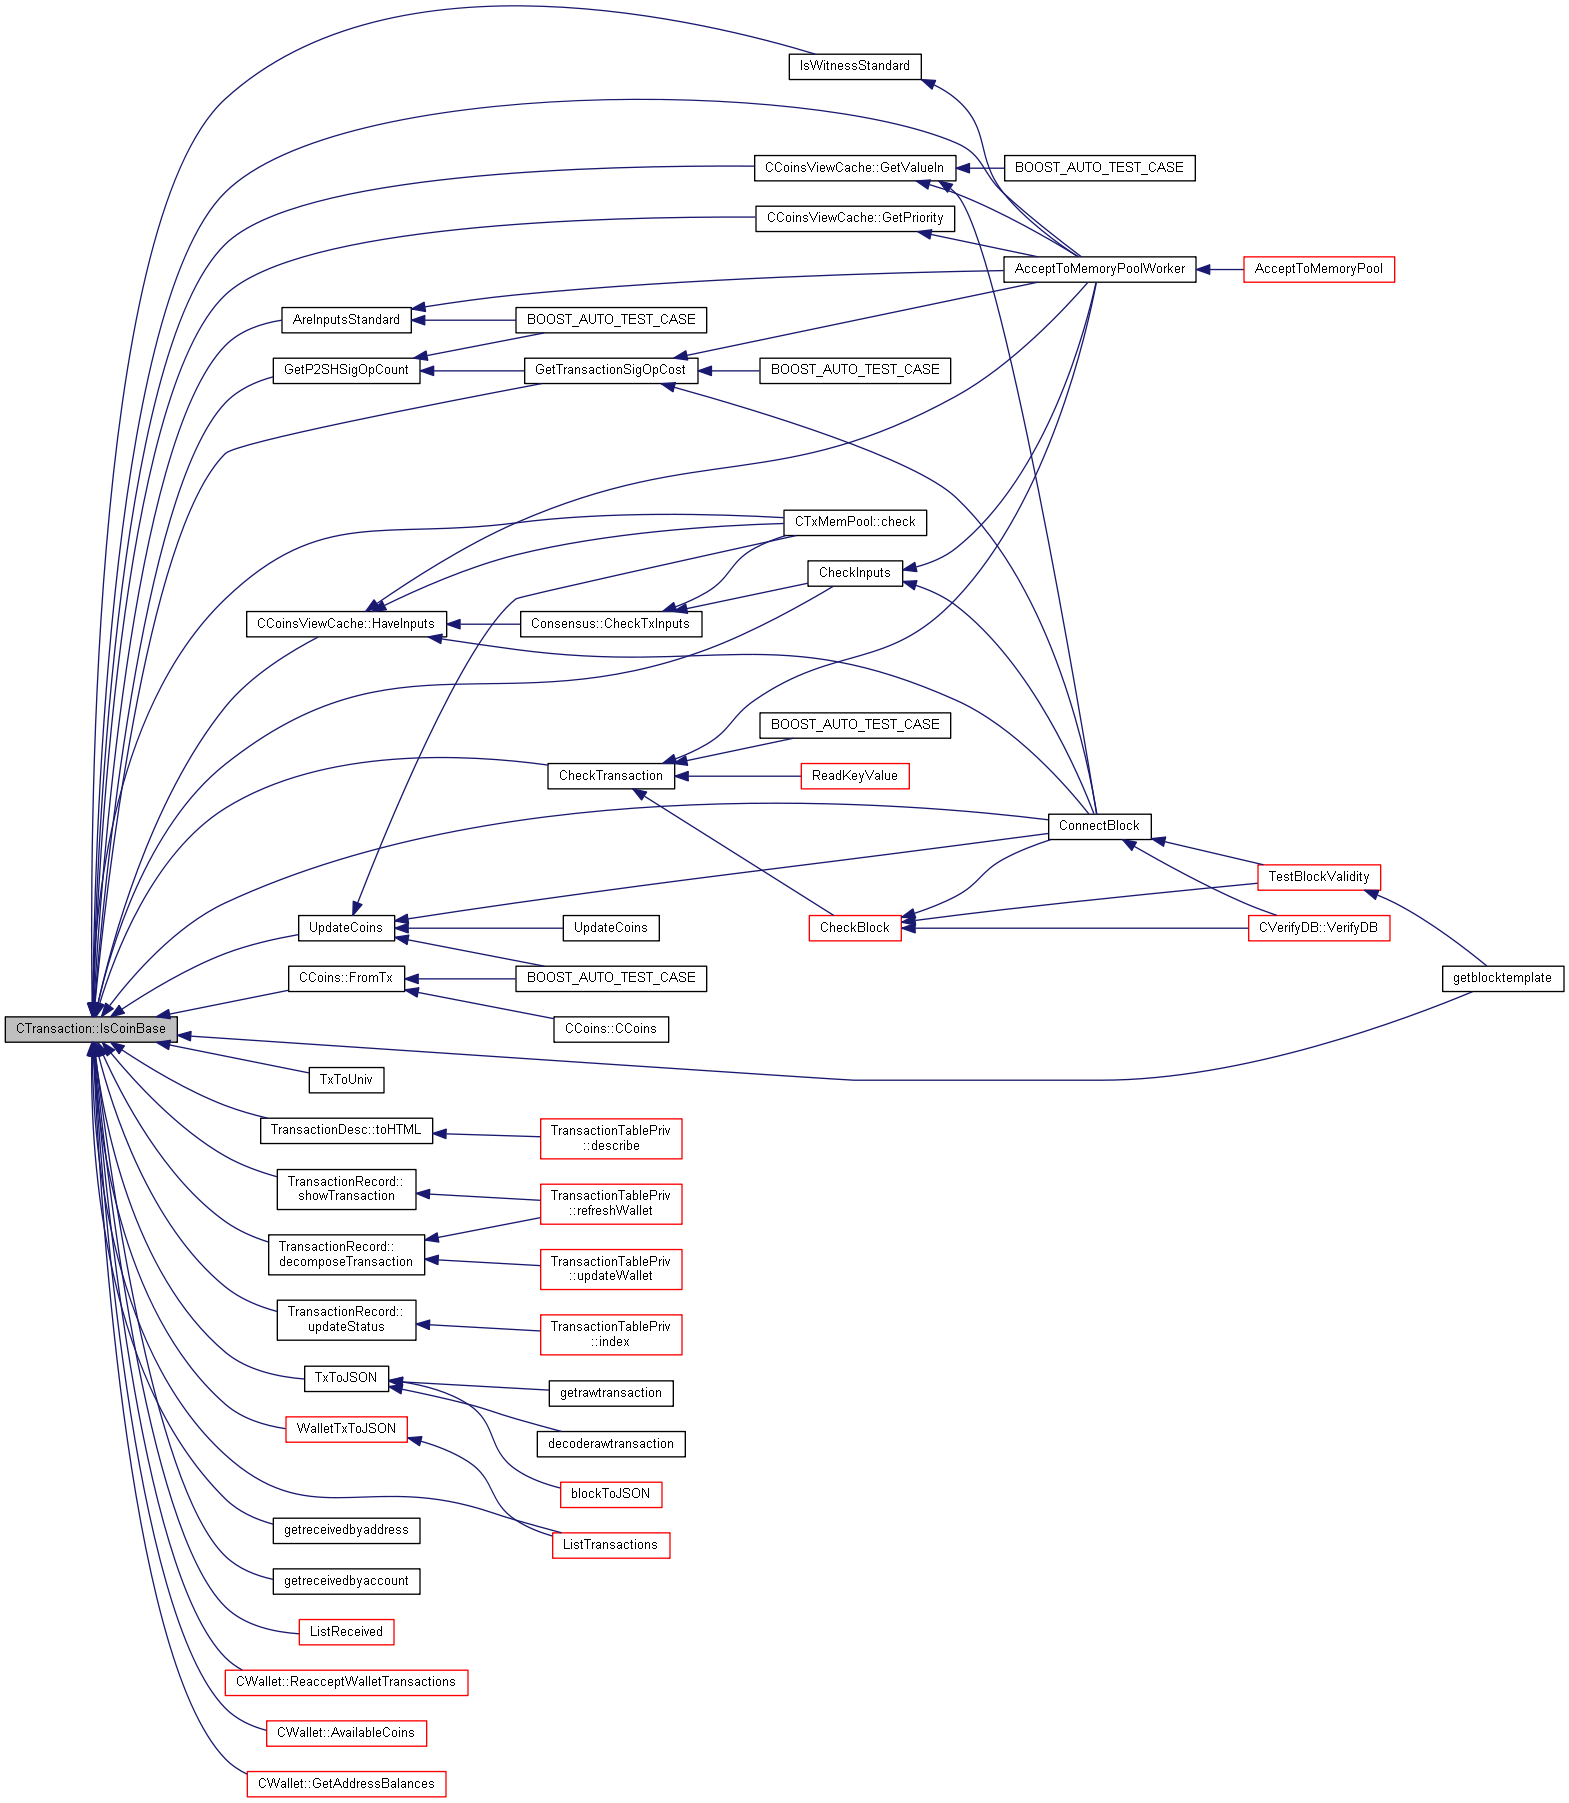 IsWitnessStandard
CCoinsViewCache::GetValueIn
BOOST_AUTO_TEST_CASE
CCoinsViewCache::GetPriority
AcceptToMemoryPoolWorker
AcceptToMemoryPool
AreInputsStandard
BOOST_AUTO_TEST_CASE
GetP2SHSigOpCount
GetTransactionSigOpCost
BOOST_AUTO_TEST_CASE
CTxMemPool::check
CheckInputs
CCoinsViewCache::HaveInputs
Consensus::CheckTxInputs
BOOST_AUTO_TEST_CASE
CheckTransaction
ReadKeyValue
ConnectBlock
TestBlockValidity
UpdateCoins
UpdateCoins
CheckBlock
CVerifyDB::VerifyDB
CCoins::FromTx
BOOST_AUTO_TEST_CASE
getblocktemplate
CTransaction::IsCoinBase
CCoins::CCoins
TxToUniv
TransactionDesc::toHTML
TransactionTablePriv
::describe
TransactionRecord::
showTransaction
TransactionTablePriv
::refreshWallet
TransactionRecord::
decomposeTransaction
TransactionTablePriv
::updateWallet
TransactionRecord::
updateStatus
TransactionTablePriv
::index
TxToJSON
getrawtransaction
WalletTxToJSON
decoderawtransaction
blockToJSON
getreceivedbyaddress
ListTransactions
getreceivedbyaccount
ListReceived
CWallet::ReacceptWalletTransactions
CWallet::AvailableCoins
CWallet::GetAddressBalances